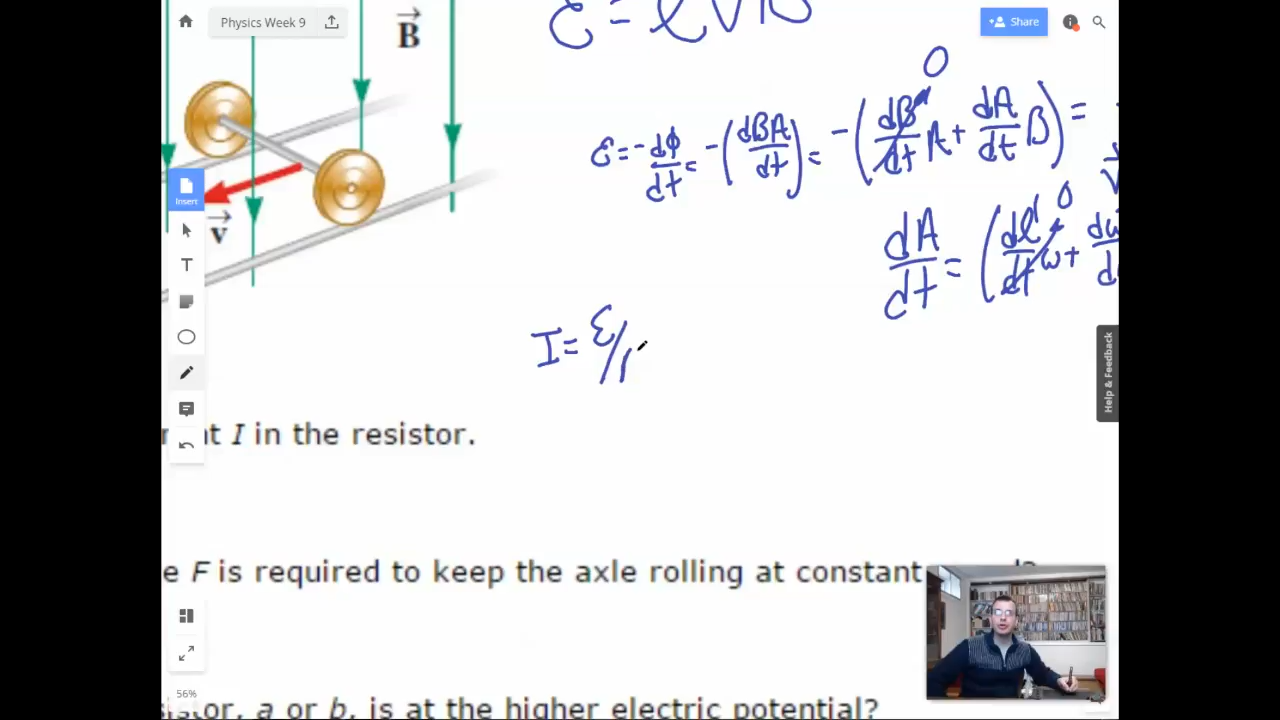 Physics Week 9
Share
B
ε = l v B
ε = -dϕ/dt = -(dBA/dt) = -(dB/dt A + dA/dt B) =
0
v
Insert
dA/dt = (dl/dt w + dw
0
I = ε/
nt I in the resistor.
Help & Feedback
e F is required to keep the axle rolling at constant
56%
sistor, a or b, is at the higher electric potential?